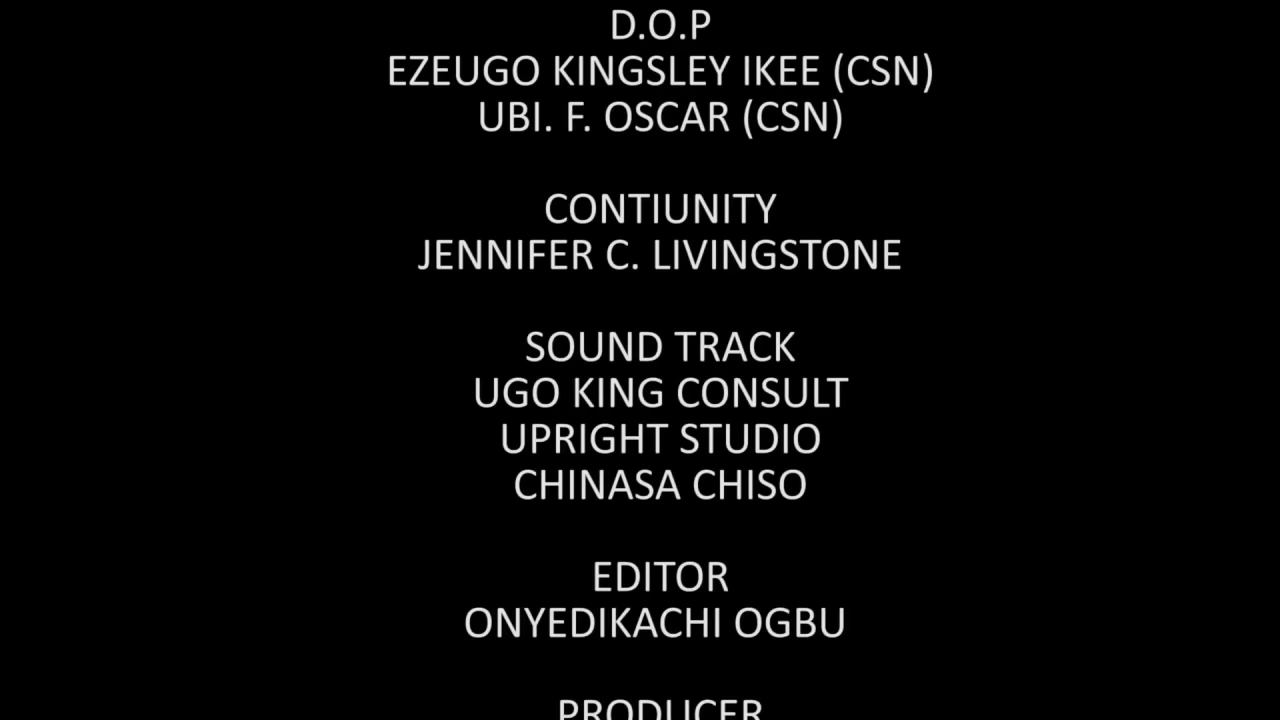 D.O.P
EZEUGO KINGSLEY IKEE (CSN)
UBI. F. OSCAR (CSN)
CONTIUNITY
JENNIFER C. LIVINGSTONE
SOUND TRACK
UGO KING CONSULT
UPRIGHT STUDIO
CHINASA CHISO
EDITOR
ONYEDIKACHI OGBU
PRODUCER